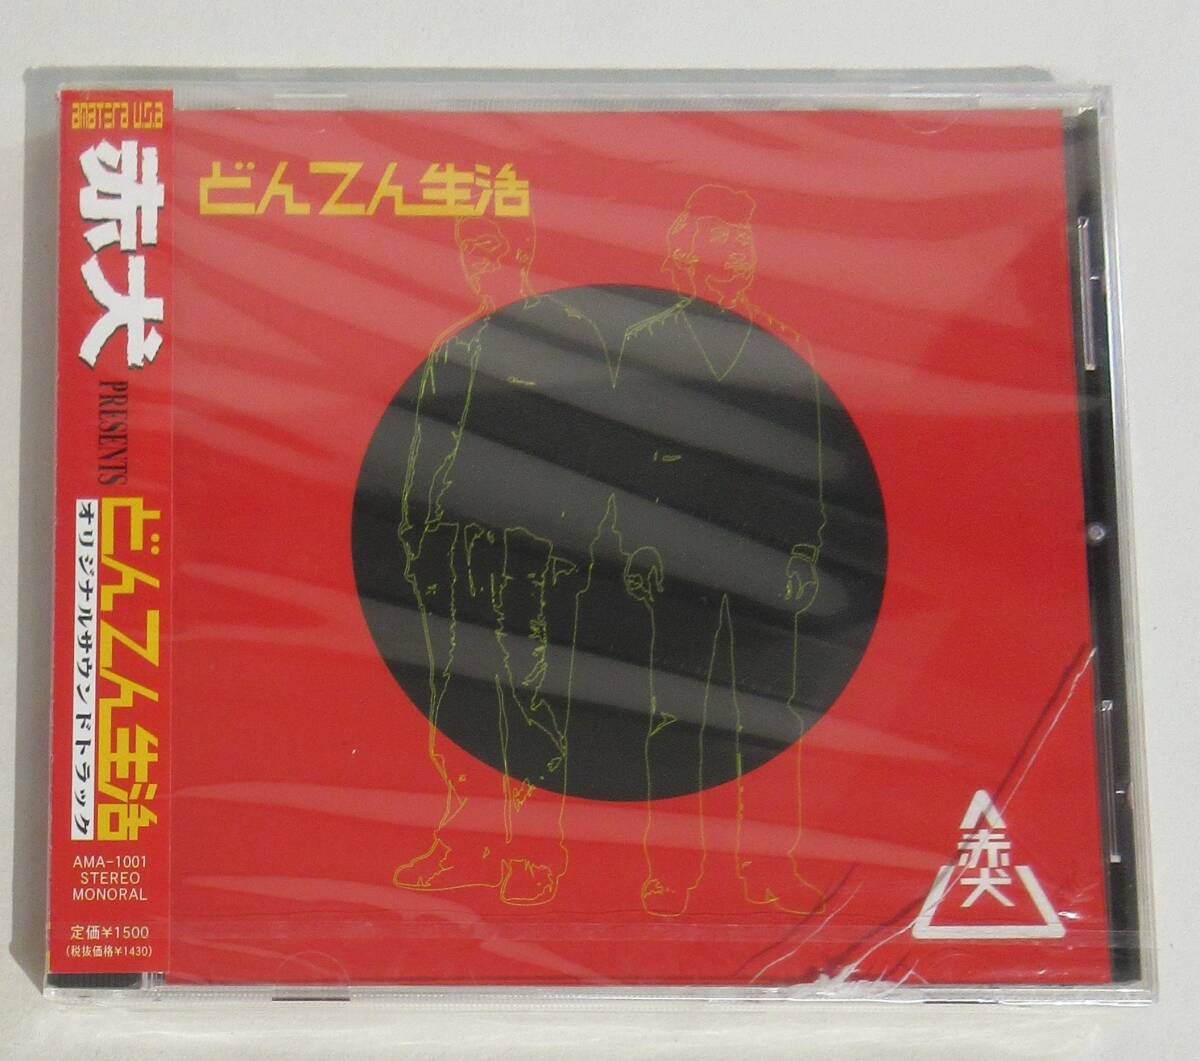 amatera u.s.a
赤犬
PRESENTS
どんてん生活
オリジナルサウンドトラック
AMA-1001
STEREO
MONORAL
定価¥1500
(税抜価格¥1430)
どんてん生活
赤犬